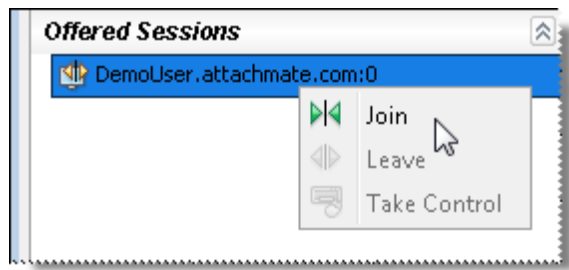 Offered Sessions
DemoUser.attachmate.com:0
Join
Leave
Take Control